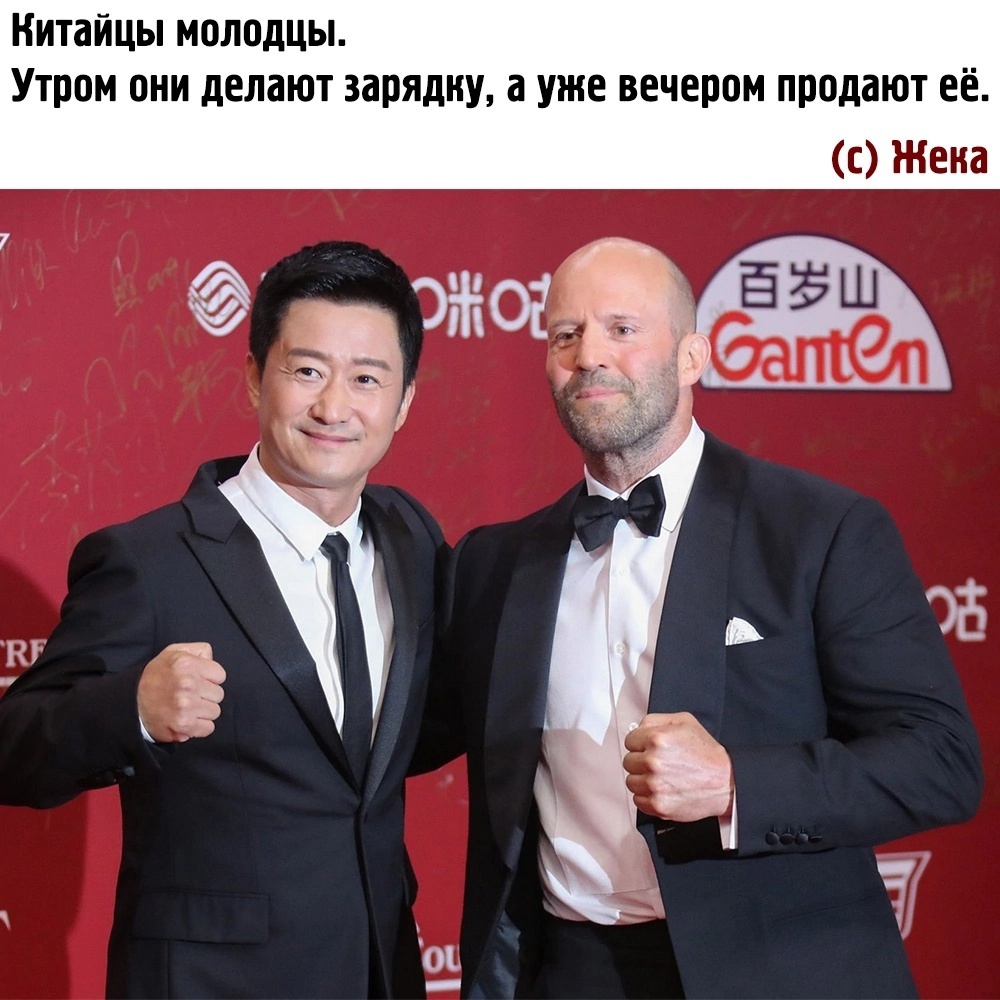 Китайцы молодцы.
Утром они делают зарядку, а уже вечером продают её.
(с) Жека
咪咕
百岁山
Ganten
咕